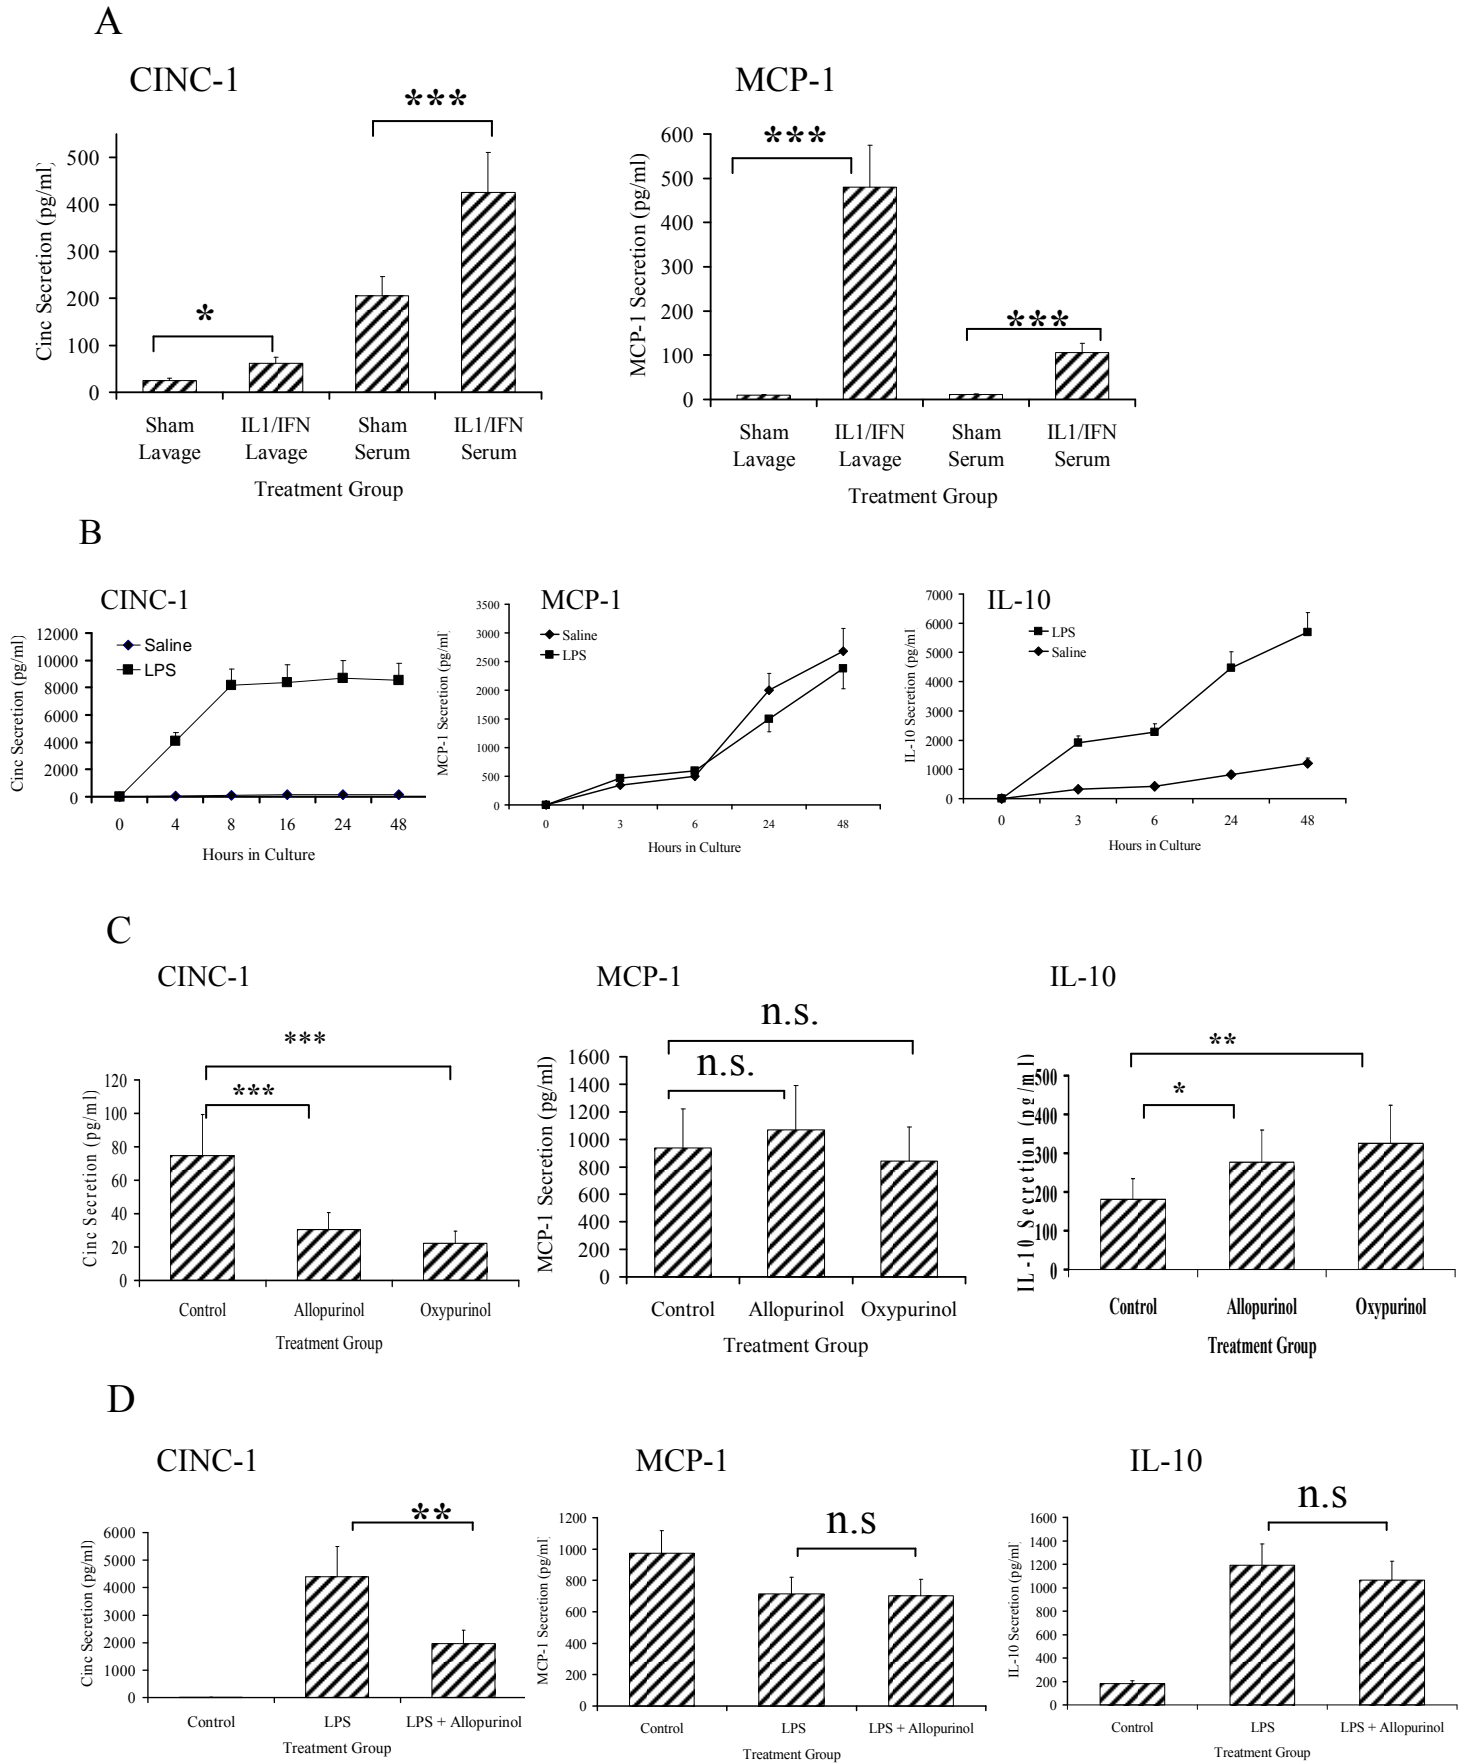 A
CINC-1
***
*
Cinc Secretion (pg/ml)
500
400
300
200
100
0
Sham Lavage
IL1/IFN Lavage
Sham Serum
IL1/IFN Serum
Treatment Group
MCP-1
***
***
MCP-1 Secretion (pg/ml)
600
500
400
300
200
100
0
Sham Lavage
IL1/IFN Lavage
Sham Serum
IL1/IFN Serum
Treatment Group
B
CINC-1
Saline
LPS
Cinc Secretion (pg/ml)
12000
10000
8000
6000
4000
2000
0
0 4 8 16 24 48
Hours in Culture
MCP-1
Saline
LPS
MCP-1 Secretion (pg/ml)
3500
3000
2500
2000
1500
1000
500
0
0 3 6 24 48
Hours in Culture
IL-10
LPS
Saline
IL-10 Secretion (pg/ml
7000
6000
5000
4000
3000
2000
1000
0
0 3 6 24 48
Hours in Culture
C
CINC-1
***
***
Cinc Secretion (pg/ml)
120
100
80
60
40
20
0
Control Allopurinol Oxypurinol
Treatment Group
MCP-1
n.s.
n.s.
MCP-1 Secretion (pg/ml)
1600
1400
1200
1000
800
600
400
200
0
Control Allopurinol Oxypurinol
Treatment Group
IL-10
**
*
IL-10 Secretion (pg/ml)
500
400
300
200
100
0
Control Allopurinol Oxypurinol
Treatment Group
D
CINC-1
**
Cinc Secretion (pg/ml)
6000
5000
4000
3000
2000
1000
0
Control LPS LPS + Allopurinol
Treatment Group
MCP-1
n.s
MCP-1 Secretion (pg/ml)
1200
1000
800
600
400
200
0
Control LPS LPS + Allopurinol
Treatment Group
IL-10
n.s
IL-10 Secretion (pg/ml)
1600
1400
1200
1000
800
600
400
200
0
Control LPS LPS + Allopurinol
Treatment Group